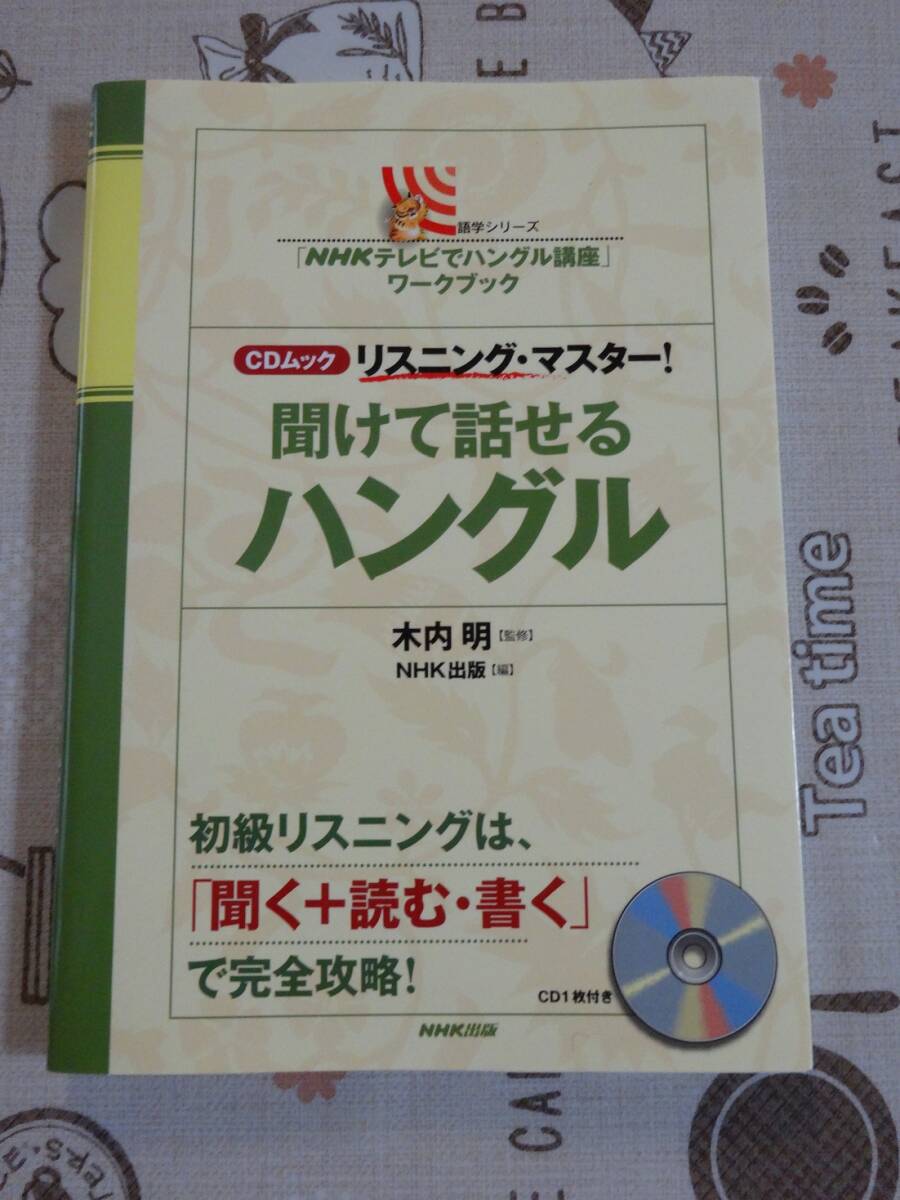 語学シリーズ
「NHKテレビでハングル講座」
ワークブック
CDムック リスニング・マスター!
聞けて話せる
ハングル
木内 明【監修】
NHK出版【編】
初級リスニングは、
「聞く+読む・書く」
で完全攻略!
CD1枚付き
NHK出版
Tea time